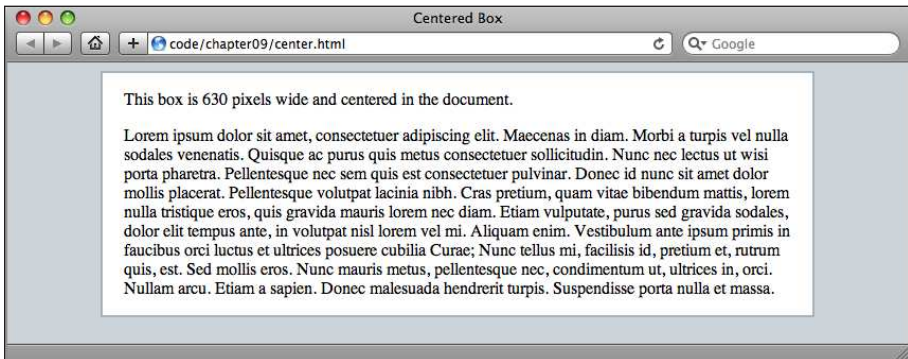 Centered Box
code/chapter09/center.html
Google
This box is 630 pixels wide and centered in the document.
Lorem ipsum dolor sit amet, consectetuer adipiscing elit. Maecenas in diam. Morbi a turpis vel nulla
sodales venenatis. Quisque ac purus quis metus consectetuer sollicitudin. Nunc nec lectus ut wisi
porta pharetra. Pellentesque nec sem quis est consectetuer pulvinar. Donec id nunc sit amet dolor
mollis placerat. Pellentesque volutpat lacinia nibh. Cras pretium, quam vitae bibendum mattis, lorem
nulla tristique eros, quis gravida mauris lorem nec diam. Etiam vulputate, purus sed gravida sodales,
dolor elit tempus ante, in volutpat nisl lorem vel mi. Aliquam enim. Vestibulum ante ipsum primis in
faucibus orci luctus et ultrices posuere cubilia Curae; Nunc tellus mi, facilisis id, pretium et, rutrum
quis, est. Sed mollis eros. Nunc mauris metus, pellentesque nec, condimentum ut, ultrices in, orci.
Nullam arcu. Etiam a sapien. Donec malesuada hendrerit turpis. Suspendisse porta nulla et massa.